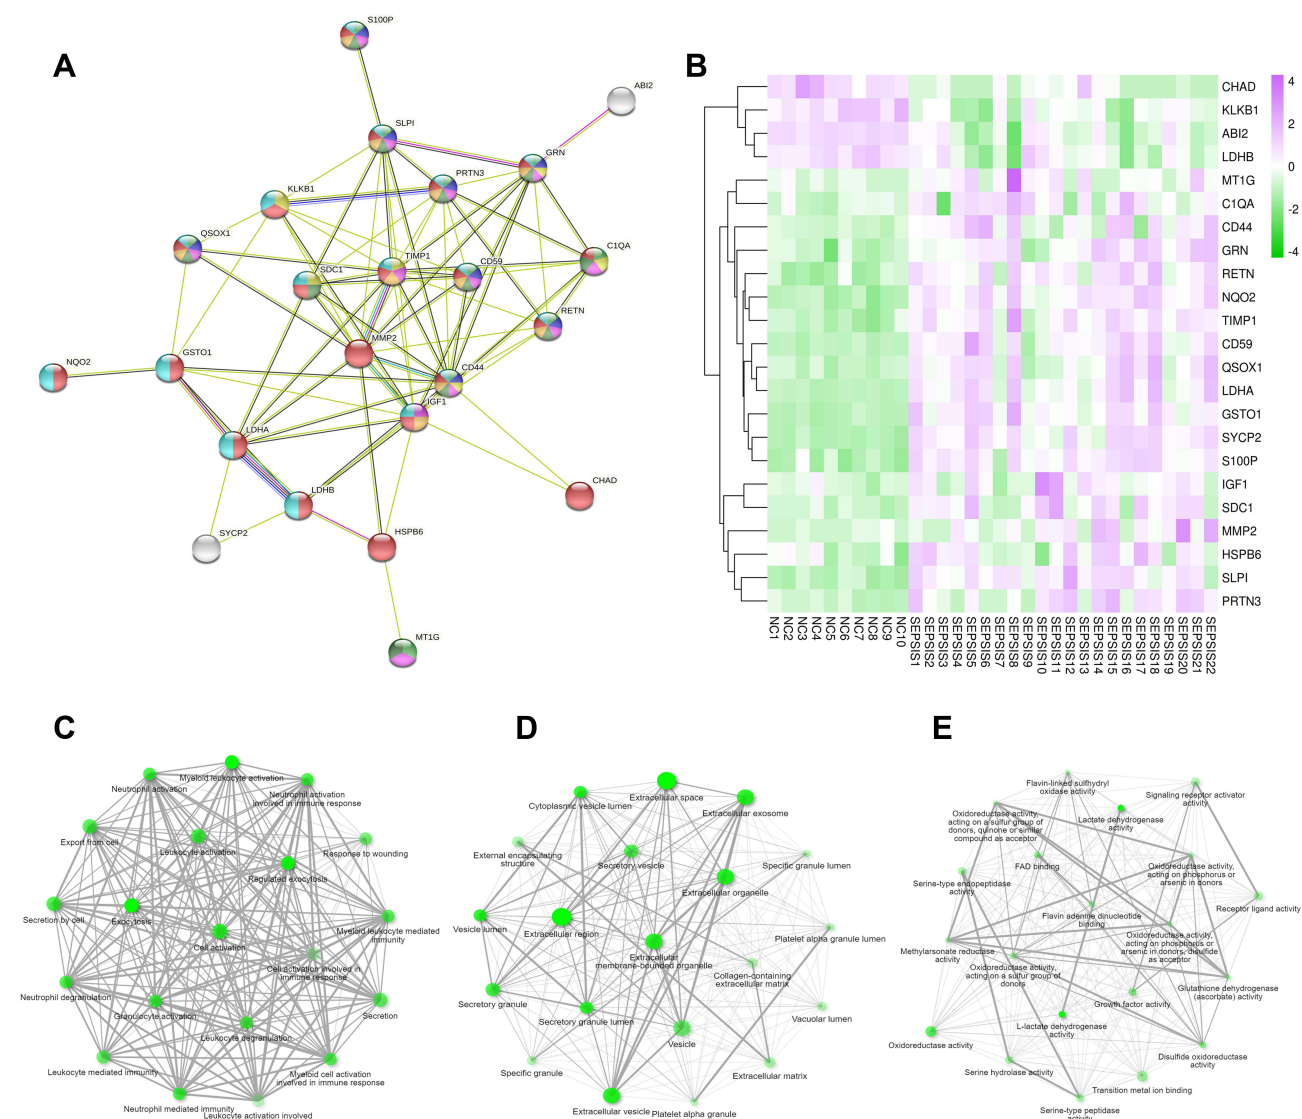 A
S100P
ABI2
SLPI
GRN
PRTN3
KLKB1
QSOX1
C1QA
TIMP1
CD59
SDC1
RETN
MMP2
GSTO1
NQO2
CD44
IGF1
LDHA
LDHB
CHAD
SYCP2
HSPB6
MT1G
B
CHAD
KLKB1
ABI2
LDHB
MT1G
C1QA
CD44
GRN
RETN
NQO2
TIMP1
CD59
QSOX1
LDHA
GSTO1
SYCP2
S100P
IGF1
SDC1
MMP2
HSPB6
SLPI
PRTN3
4
2
0
-2
-4
NC1
NC2
NC3
NC4
NC5
NC6
NC7
NC8
NC9
NC10
SEPSIS1
SEPSIS2
SEPSIS3
SEPSIS4
SEPSIS5
SEPSIS6
SEPSIS7
SEPSIS8
SEPSIS9
SEPSIS10
SEPSIS11
SEPSIS12
SEPSIS13
SEPSIS14
SEPSIS15
SEPSIS16
SEPSIS17
SEPSIS18
SEPSIS19
SEPSIS20
SEPSIS21
SEPSIS22
C
Myeloid leukocyte activation
Neutrophil activation
Neutrophil activation
involved in immune response
Export from cell
Leukocyte activation
Response to wounding
Regulated exocytosis
Secretion by cell
Exocytosis
Myeloid leukocyte mediated
immunity
Cell activation
Cell activation involved in
immune response
Neutrophil degranulation
Granulocyte activation
Secretion
Leukocyte degranulation
Leukocyte mediated immunity
Myeloid cell activation
involved in immune response
Neutrophil mediated immunity
Leukocyte activation involved
D
Cytoplasmic vesicle lumen
Extracellular space
Extracellular exosome
External encapsulating
structure
Secretory vesicle
Specific granule lumen
Extracellular organelle
Vesicle lumen
Extracellular region
Platelet alpha granule lumen
Extracellular
membrane-bounded organelle
Collagen-containing
extracellular matrix
Secretory granule
Secretory granule lumen
Vacuolar lumen
Vesicle
Specific granule
Extracellular matrix
Extracellular vesicle
Platelet alpha granule
E
Flavin-linked sulfhydryl
oxidase activity
Signaling receptor activator
activity
Oxidoreductase activity,
acting on a sulfur group of
donors, quinone or similar
compound as acceptor
Lactate dehydrogenase
activity
FAD binding
Oxidoreductase activity,
acting on phosphorus or
arsenic in donors
Serine-type endopeptidase
activity
Receptor ligand activity
Flavin adenine dinucleotide
binding
Oxidoreductase activity,
acting on phosphorus or
arsenic in donors, disulfide
as acceptor
Methylarsonate reductase
activity
Oxidoreductase activity,
acting on a sulfur group of
donors
Glutathione dehydrogenase
(ascorbate) activity
Growth factor activity
L-lactate dehydrogenase
activity
Oxidoreductase activity
Disulfide oxidoreductase
activity
Serine hydrolase activity
Transition metal ion binding
Serine-type peptidase
activity